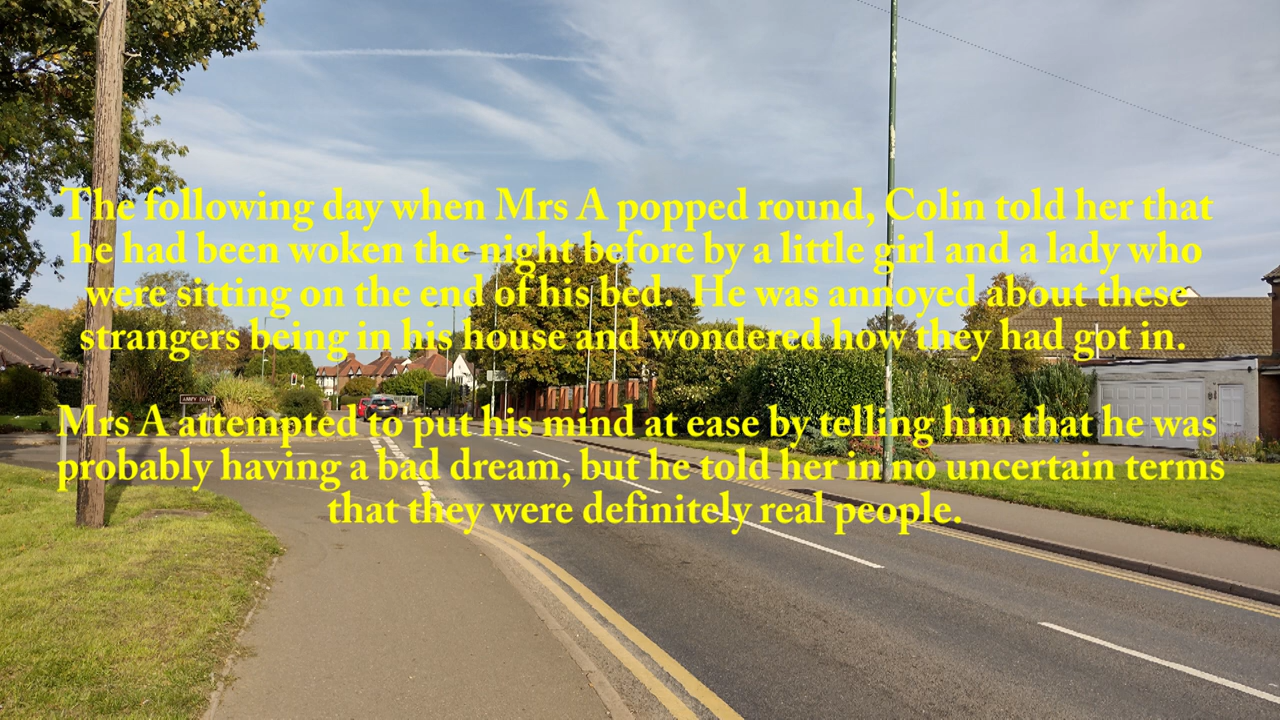 The following day when Mrs A popped round, Colin told her that
he had been woken the night before by a little girl and a lady who
were sitting on the end of his bed.  He was annoyed about these
strangers being in his house and wondered how they had got in.
Mrs A attempted to put his mind at ease by telling him that he was
probably having a bad dream, but he told her in no uncertain terms
that they were definitely real people.